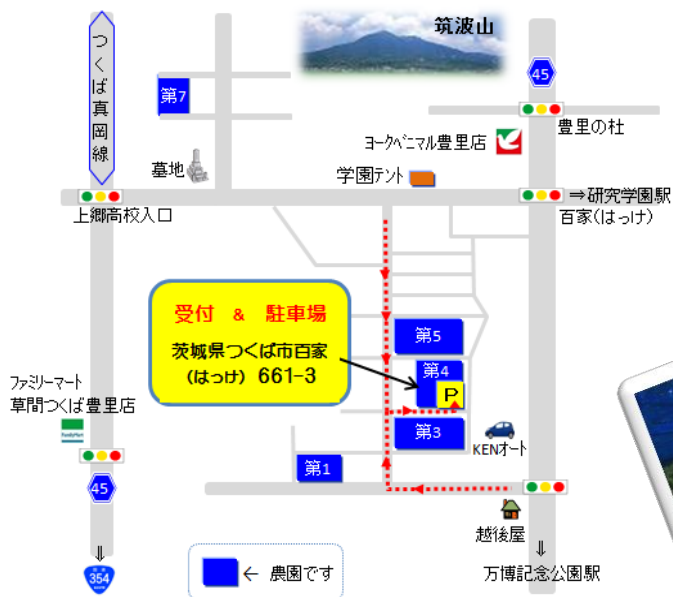 筑波山
つくば真岡線
45
第7
ヨークベニマル豊里店
豊里の杜
墓地
学園テント
上郷高校入口
⇒研究学園駅
百家(はっけ)
受付 & 駐車場
茨城県つくば市百家
(はっけ) 661-3
第5
第4
P
第3
ファミリーマート
草間つくば豊里店
FamilyMart
KENオート
第1
45
越後屋
⇓
⇓
万博記念公園駅
354
← 農園です